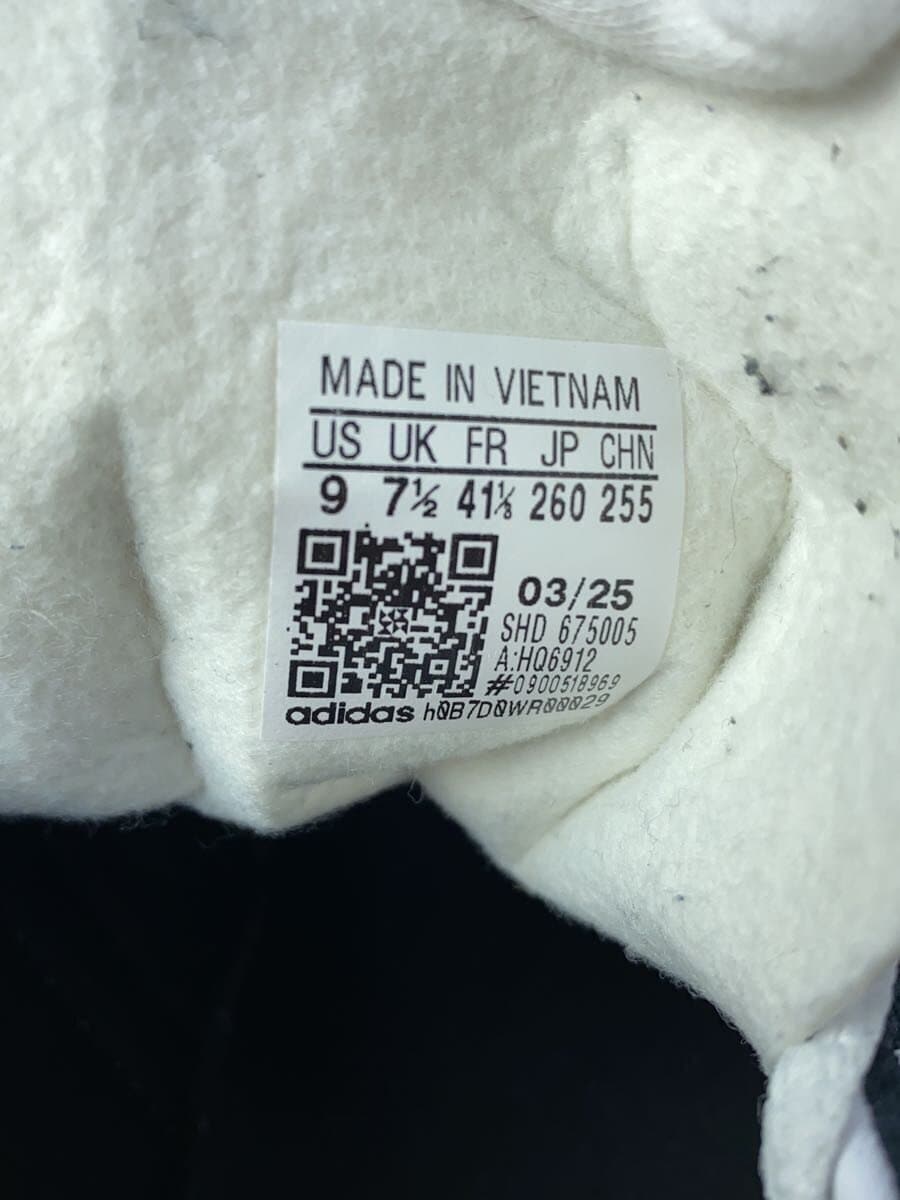 MADE IN VIETNAM
US UK FR JP CHN
9 7½ 41⅓ 260 255
03/25
SHD 675005
A:HQ6912
#0900518969
adidas h0B7D0WR00029